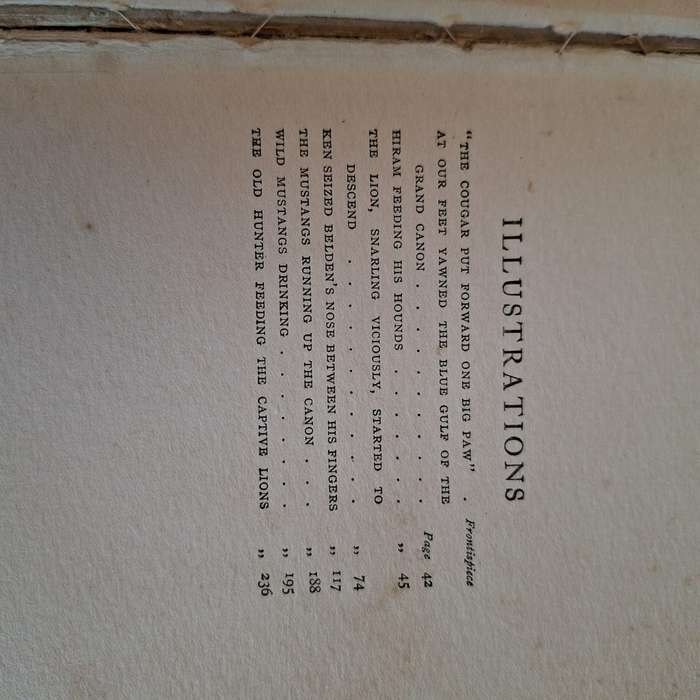 ILLUSTRATIONS
"THE COUGAR PUT FORWARD ONE BIG PAW" . Frontispiece
AT OUR FEET YAWNED THE BLUE GULF OF THE
GRAND CANON . . . . . . . . . Page 42
HIRAM FEEDING HIS HOUNDS . . . . . . „ 45
THE LION, SNARLING VICIOUSLY, STARTED TO
DESCEND . . . . . . . . . . . „ 74
KEN SEIZED BELDEN'S NOSE BETWEEN HIS FINGERS „ 117
THE MUSTANGS RUNNING UP THE CANON . . . „ 188
WILD MUSTANGS DRINKING . . . . . . . „ 195
THE OLD HUNTER FEEDING THE CAPTIVE LIONS „ 236